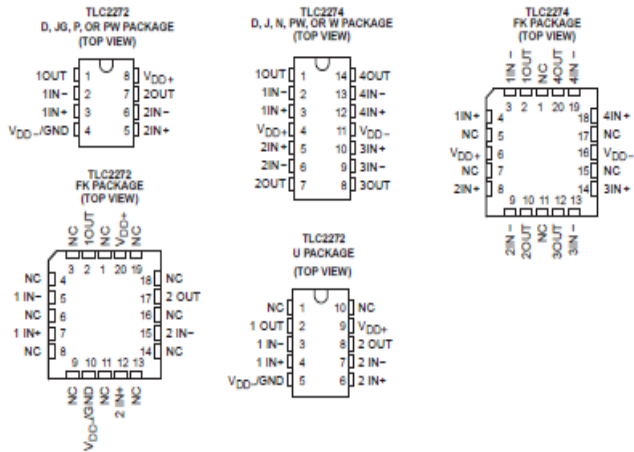 TLC2272
D, JG, P, OR PW PACKAGE
(TOP VIEW)
1OUT 1 8 VDD+
1IN− 2 7 2OUT
1IN+ 3 6 2IN−
VDD−/GND 4 5 2IN+
TLC2274
D, J, N, PW, OR W PACKAGE
(TOP VIEW)
1OUT 1 14 4OUT
1IN− 2 13 4IN−
1IN+ 3 12 4IN+
VDD+ 4 11 VDD−
2IN+ 5 10 3IN+
2IN− 6 9 3IN−
2OUT 7 8 3OUT
TLC2274
FK PACKAGE
(TOP VIEW)
1IN− 1OUT NC 4OUT 4IN−
3 2 1 20 19
1IN+ 4 18 4IN+
NC 5 17 NC
VDD+ 6 16 VDD−
NC 7 15 NC
2IN+ 8 14 3IN+
9 10 11 12 13
2IN− 2OUT NC 3OUT 3IN−
TLC2272
FK PACKAGE
(TOP VIEW)
NC 1OUT NC VDD+ NC
3 2 1 20 19
NC 4 18 NC
1 IN− 5 17 2 OUT
NC 6 16 NC
1 IN+ 7 15 2 IN−
NC 8 14 NC
9 10 11 12 13
NC VDD−/GND NC 2 IN+ NC
TLC2272
U PACKAGE
(TOP VIEW)
NC 1 10 NC
1 OUT 2 9 VDD+
1 IN− 3 8 2 OUT
1 IN+ 4 7 2 IN−
VDD−/GND 5 6 2 IN+